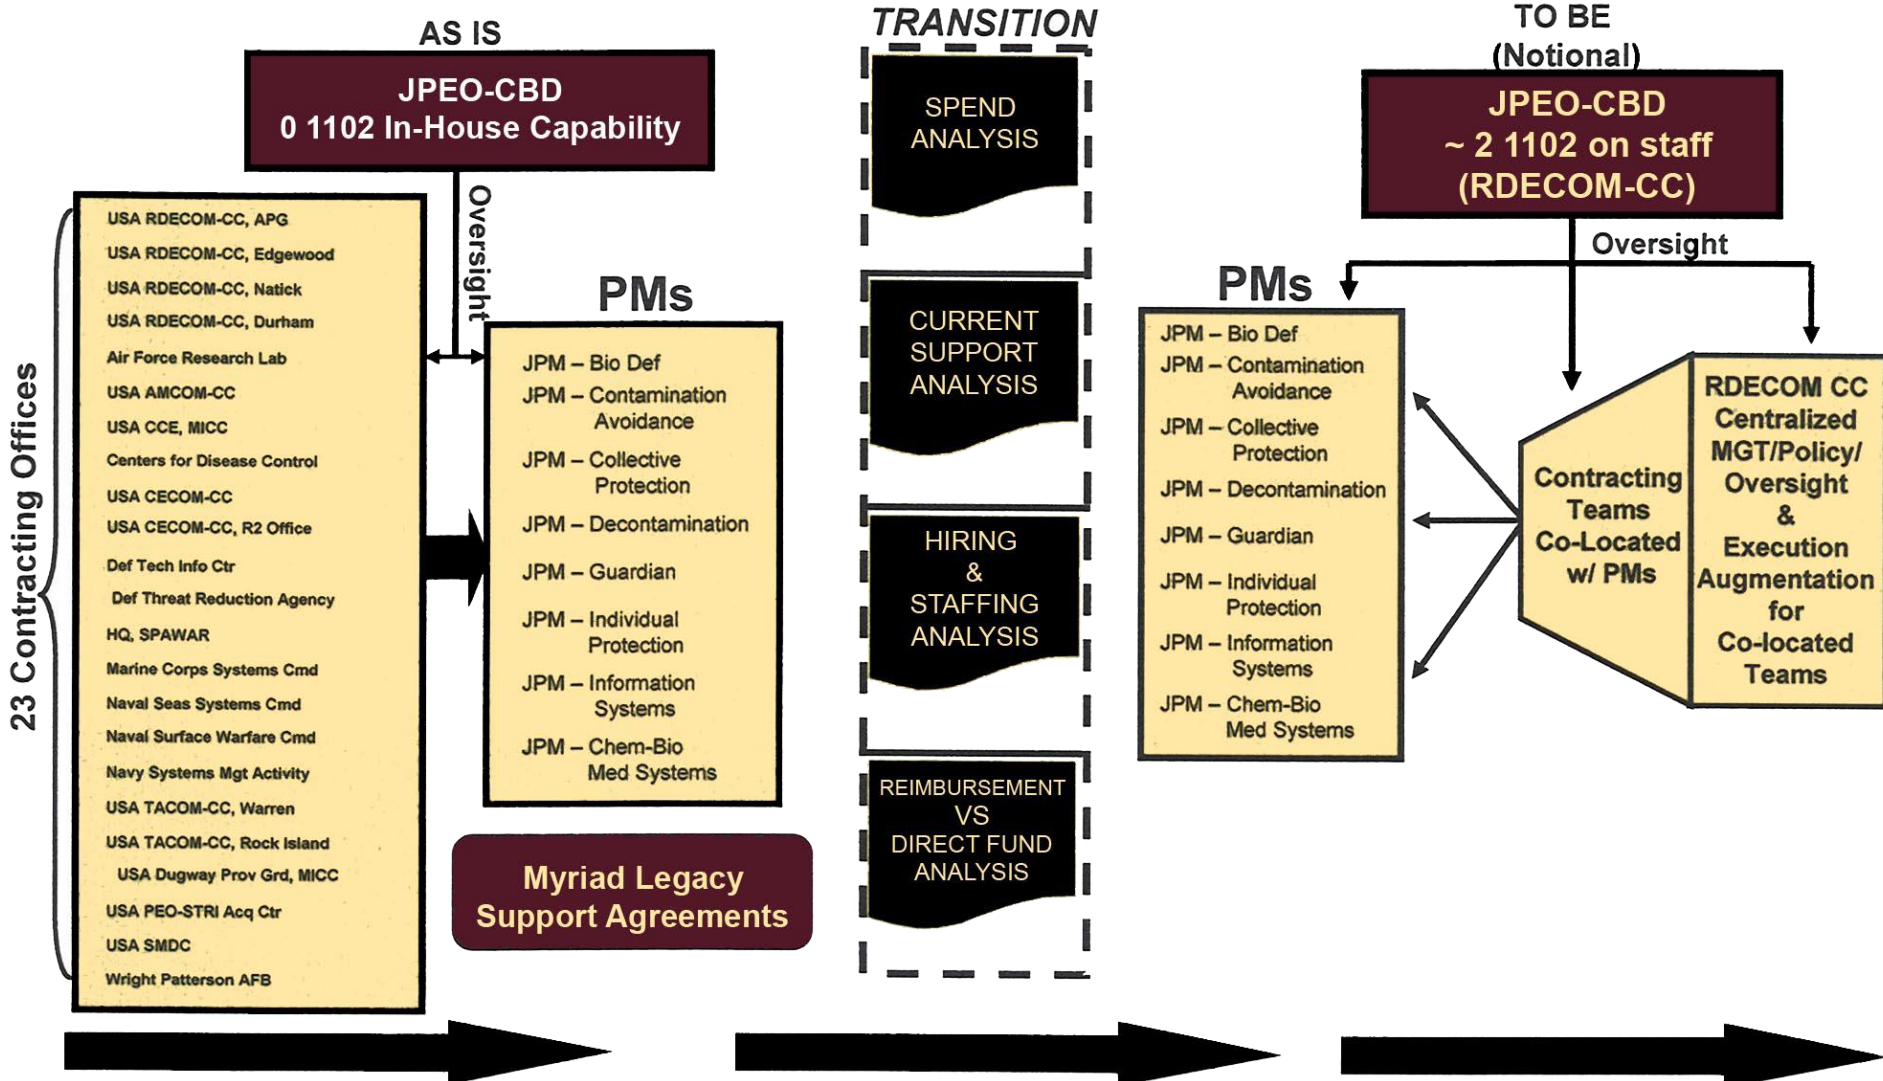 AS IS
JPEO-CBD
0 1102 In-House Capability
Oversight
23 Contracting Offices
USA RDECOM-CC, APG
USA RDECOM-CC, Edgewood
USA RDECOM-CC, Natick
USA RDECOM-CC, Durham
Air Force Research Lab
USA AMCOM-CC
USA CCE, MICC
Centers for Disease Control
USA CECOM-CC
USA CECOM-CC, R2 Office
Def Tech Info Ctr
Def Threat Reduction Agency
HQ, SPAWAR
Marine Corps Systems Cmd
Naval Seas Systems Cmd
Naval Surface Warfare Cmd
Navy Systems Mgt Activity
USA TACOM-CC, Warren
USA TACOM-CC, Rock Island
USA Dugway Prov Grd, MICC
USA PEO-STRI Acq Ctr
USA SMDC
Wright Patterson AFB
PMs
JPM – Bio Def
JPM – Contamination
Avoidance
JPM – Collective
Protection
JPM – Decontamination
JPM – Guardian
JPM – Individual
Protection
JPM – Information
Systems
JPM – Chem-Bio
Med Systems
Myriad Legacy
Support Agreements
TRANSITION
SPEND
ANALYSIS
CURRENT
SUPPORT
ANALYSIS
HIRING
&
STAFFING
ANALYSIS
REIMBURSEMENT
VS
DIRECT FUND
ANALYSIS
TO BE
(Notional)
JPEO-CBD
~ 2 1102 on staff
(RDECOM-CC)
Oversight
PMs
JPM – Bio Def
JPM – Contamination
Avoidance
JPM – Collective
Protection
JPM – Decontamination
JPM – Guardian
JPM – Individual
Protection
JPM – Information
Systems
JPM – Chem-Bio
Med Systems
Contracting
Teams
Co-Located
w/ PMs
RDECOM CC
Centralized
MGT/Policy/
Oversight
&
Execution
Augmentation
for
Co-located
Teams